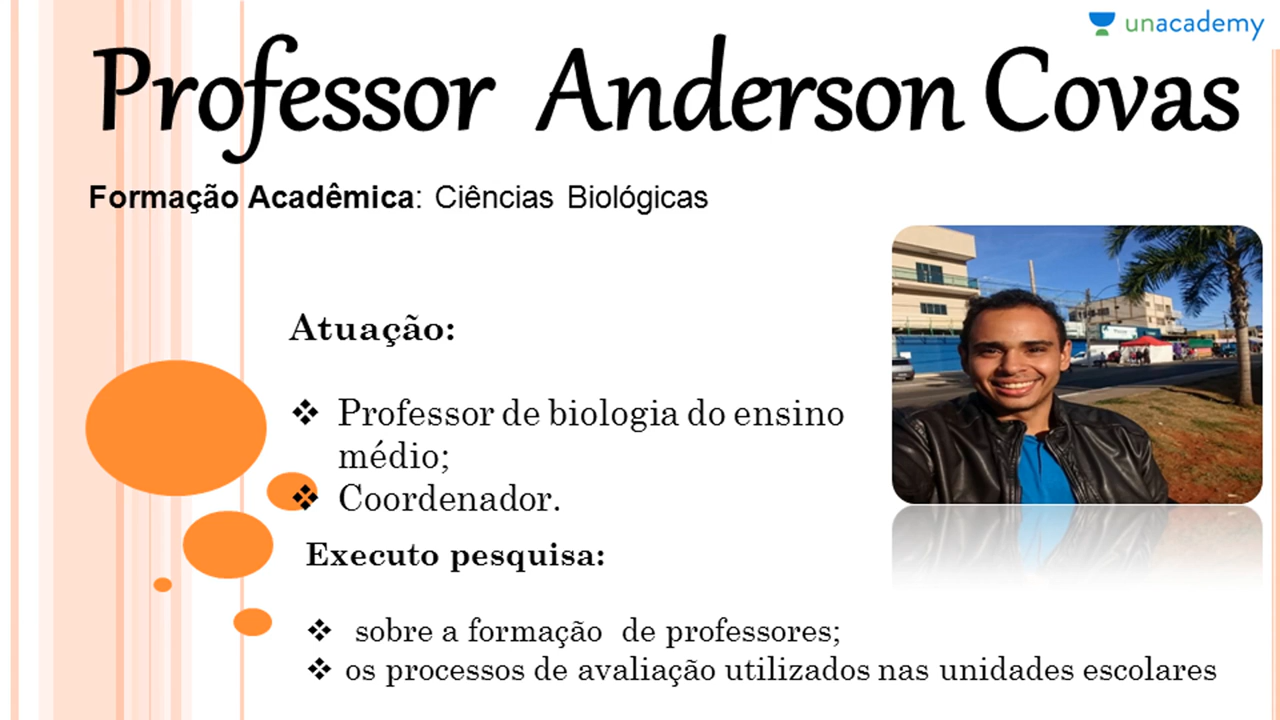 unacademy
Professor Anderson Covas
Formação Acadêmica: Ciências Biológicas
Atuação:
❖ Professor de biologia do ensino
médio;
❖ Coordenador.
Executo pesquisa:
❖ sobre a formação de professores;
❖ os processos de avaliação utilizados nas unidades escolares